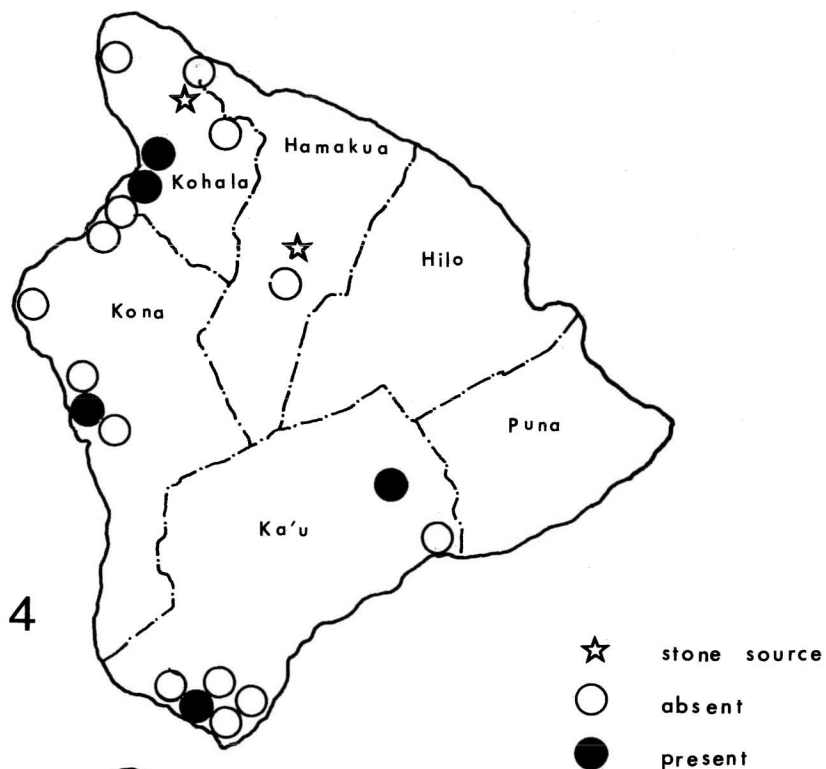 Hamakua
Kohala
Hilo
Kona
Puna
Ka'u
4
stone source
absent
present